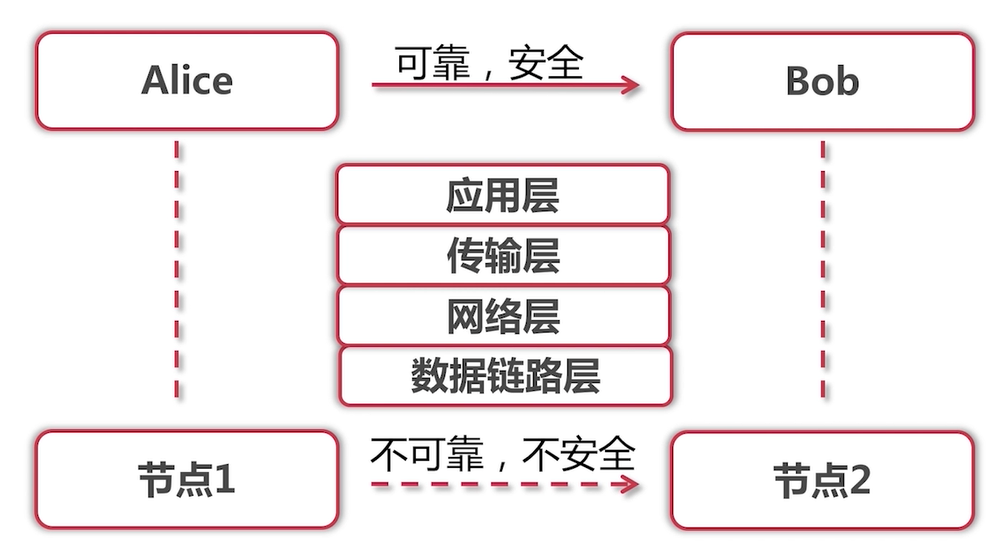 Alice
可靠，安全
Bob
应用层
传输层
网络层
数据链路层
节点1
不可靠，不安全
节点2